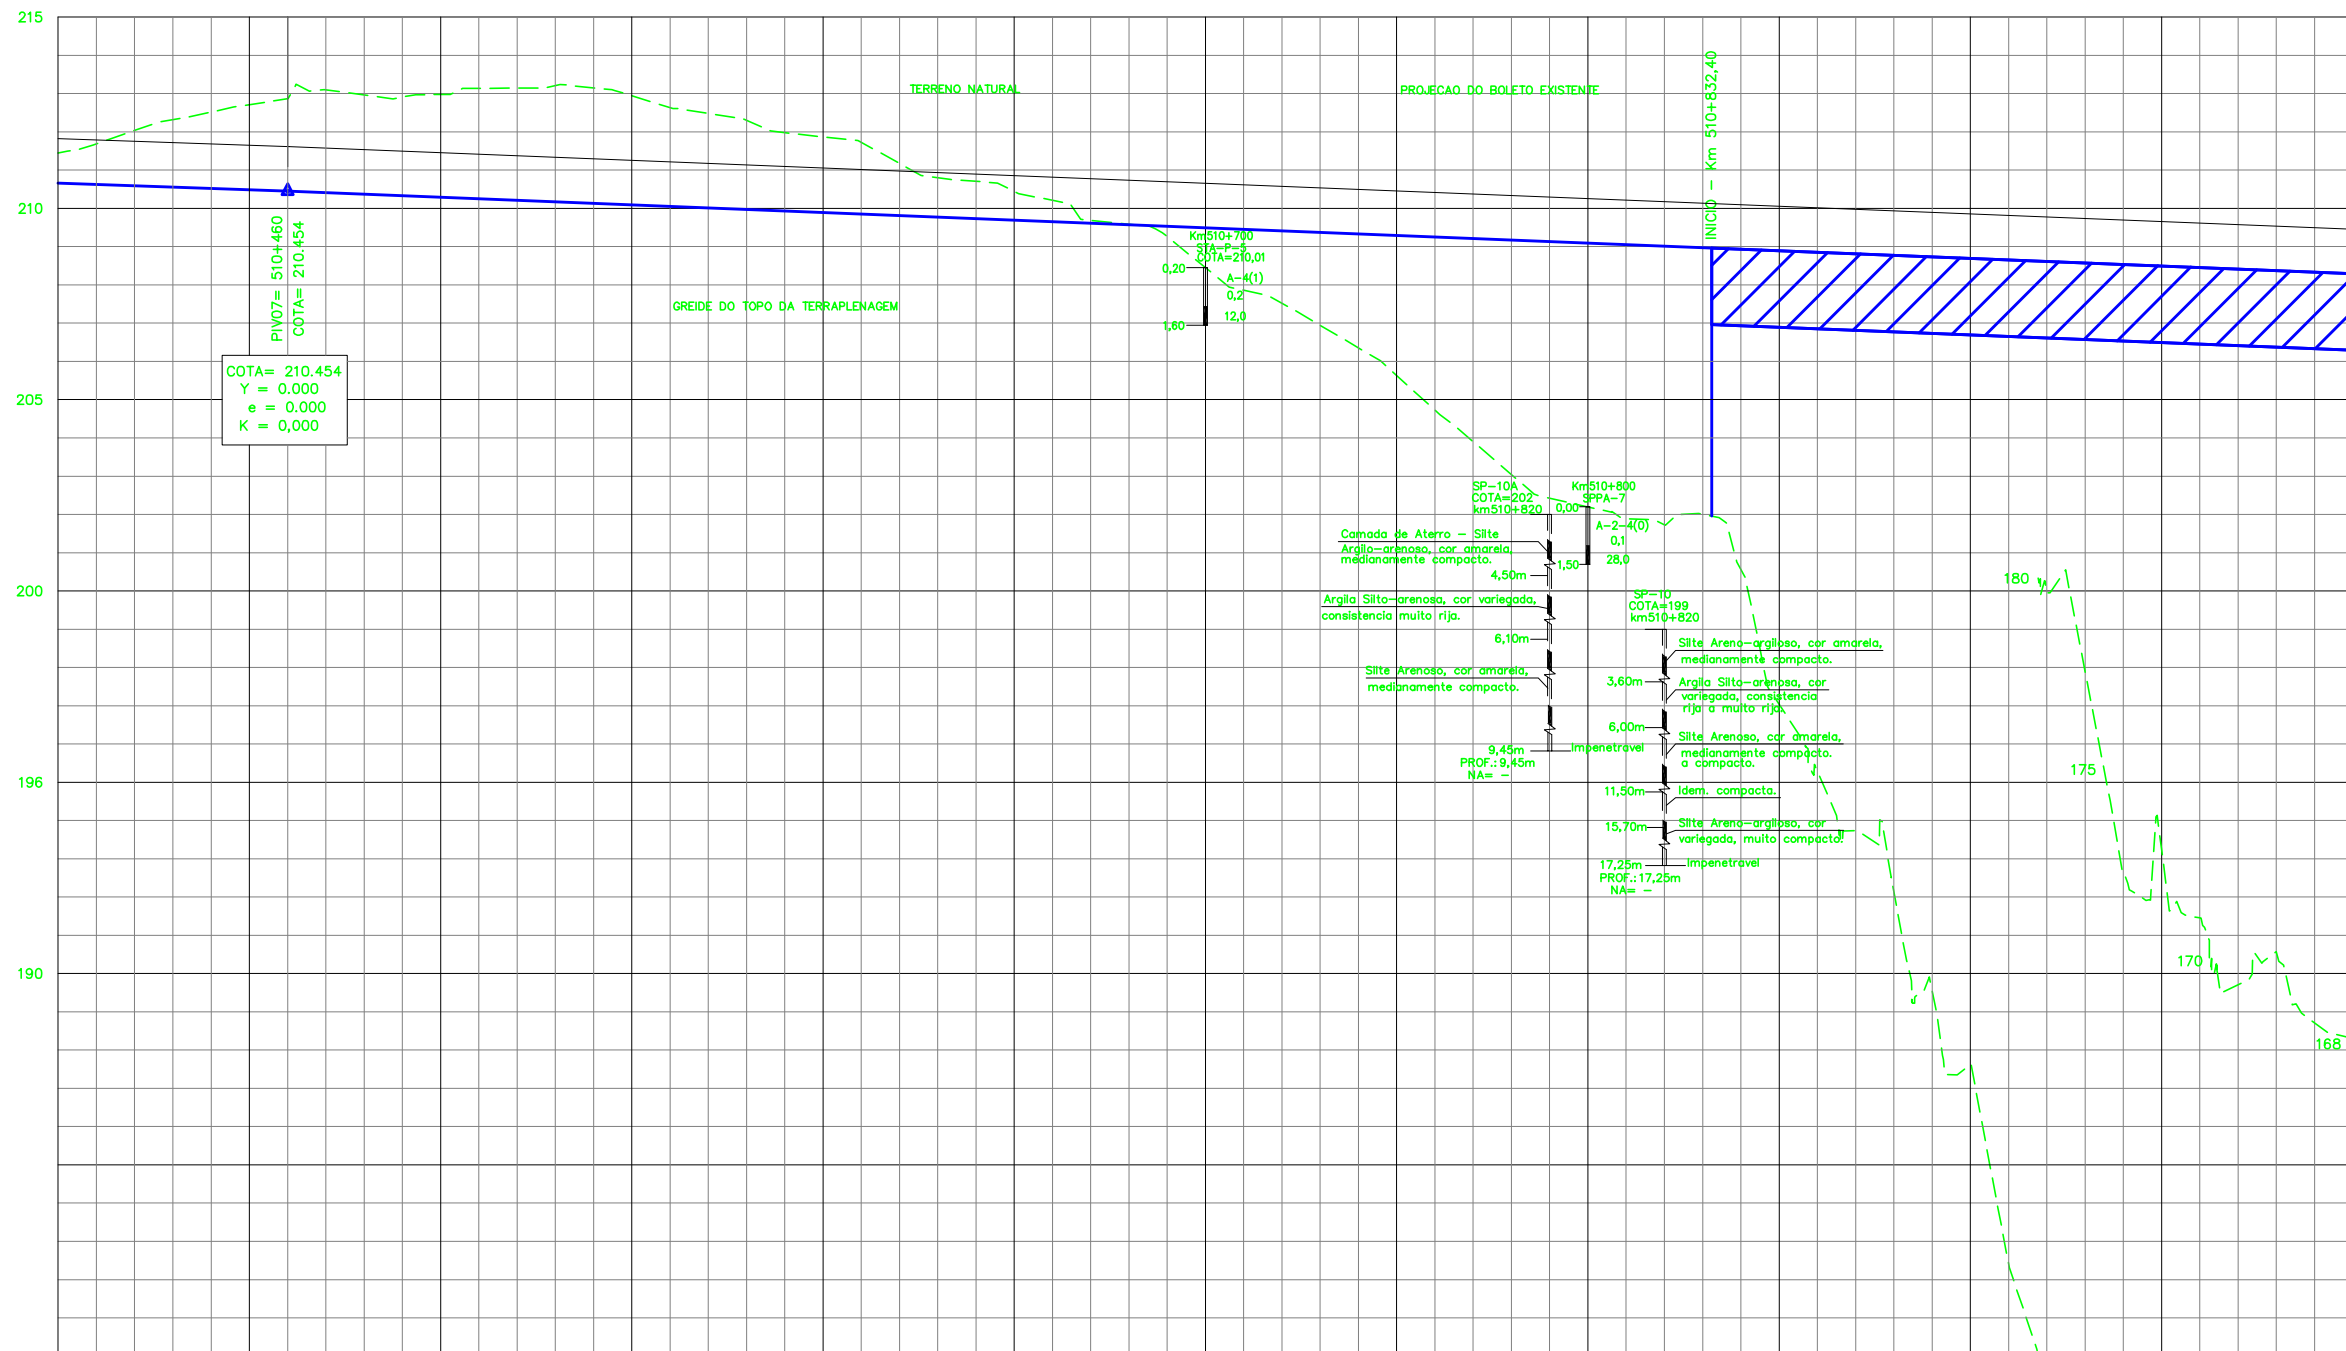 215
210
205
200
196
190
TERRENO NATURAL
PROJECAO DO BOLETO EXISTENTE
INICIO - Km 510+832,40
PIV07= 510+460
COTA= 210.454
COTA= 210.454
Y = 0.000
e = 0.000
K = 0,000
GREIDE DO TOPO DA TERRAPLENAGEM
Km510+700
STA-P-5
COTA=210,01
0,20
A-4(1)
0,2
12,0
1,60
SP-10A
COTA=202
km510+820
Km510+800
SPPA-7
0,00
A-2-4(0)
0,1
28,0
1,50
Camada de Aterro - Silte
Argilo-arenoso, cor amarela,
medianamente compacto.
4,50m
Argila Silto-arenosa, cor variegada,
consistencia muito rija.
6,10m
Silte Arenoso, cor amarela,
medianamente compacto.
9,45m
Impenetravel
PROF.: 9,45m
NA= -
SP-10
COTA=199
km510+820
Silte Areno-argiloso, cor amarela,
medianamente compacto.
3,60m
Argila Silto-arenosa, cor
variegada, consistencia
rija a muito rija.
6,00m
Silte Arenoso, cor amarela,
medianamente compacto.
a compacto.
11,50m
Idem. compacta.
15,70m
Silte Areno-argiloso, cor
variegada, muito compacto.
17,25m
Impenetravel
PROF.: 17,25m
NA= -
180
175
170
168